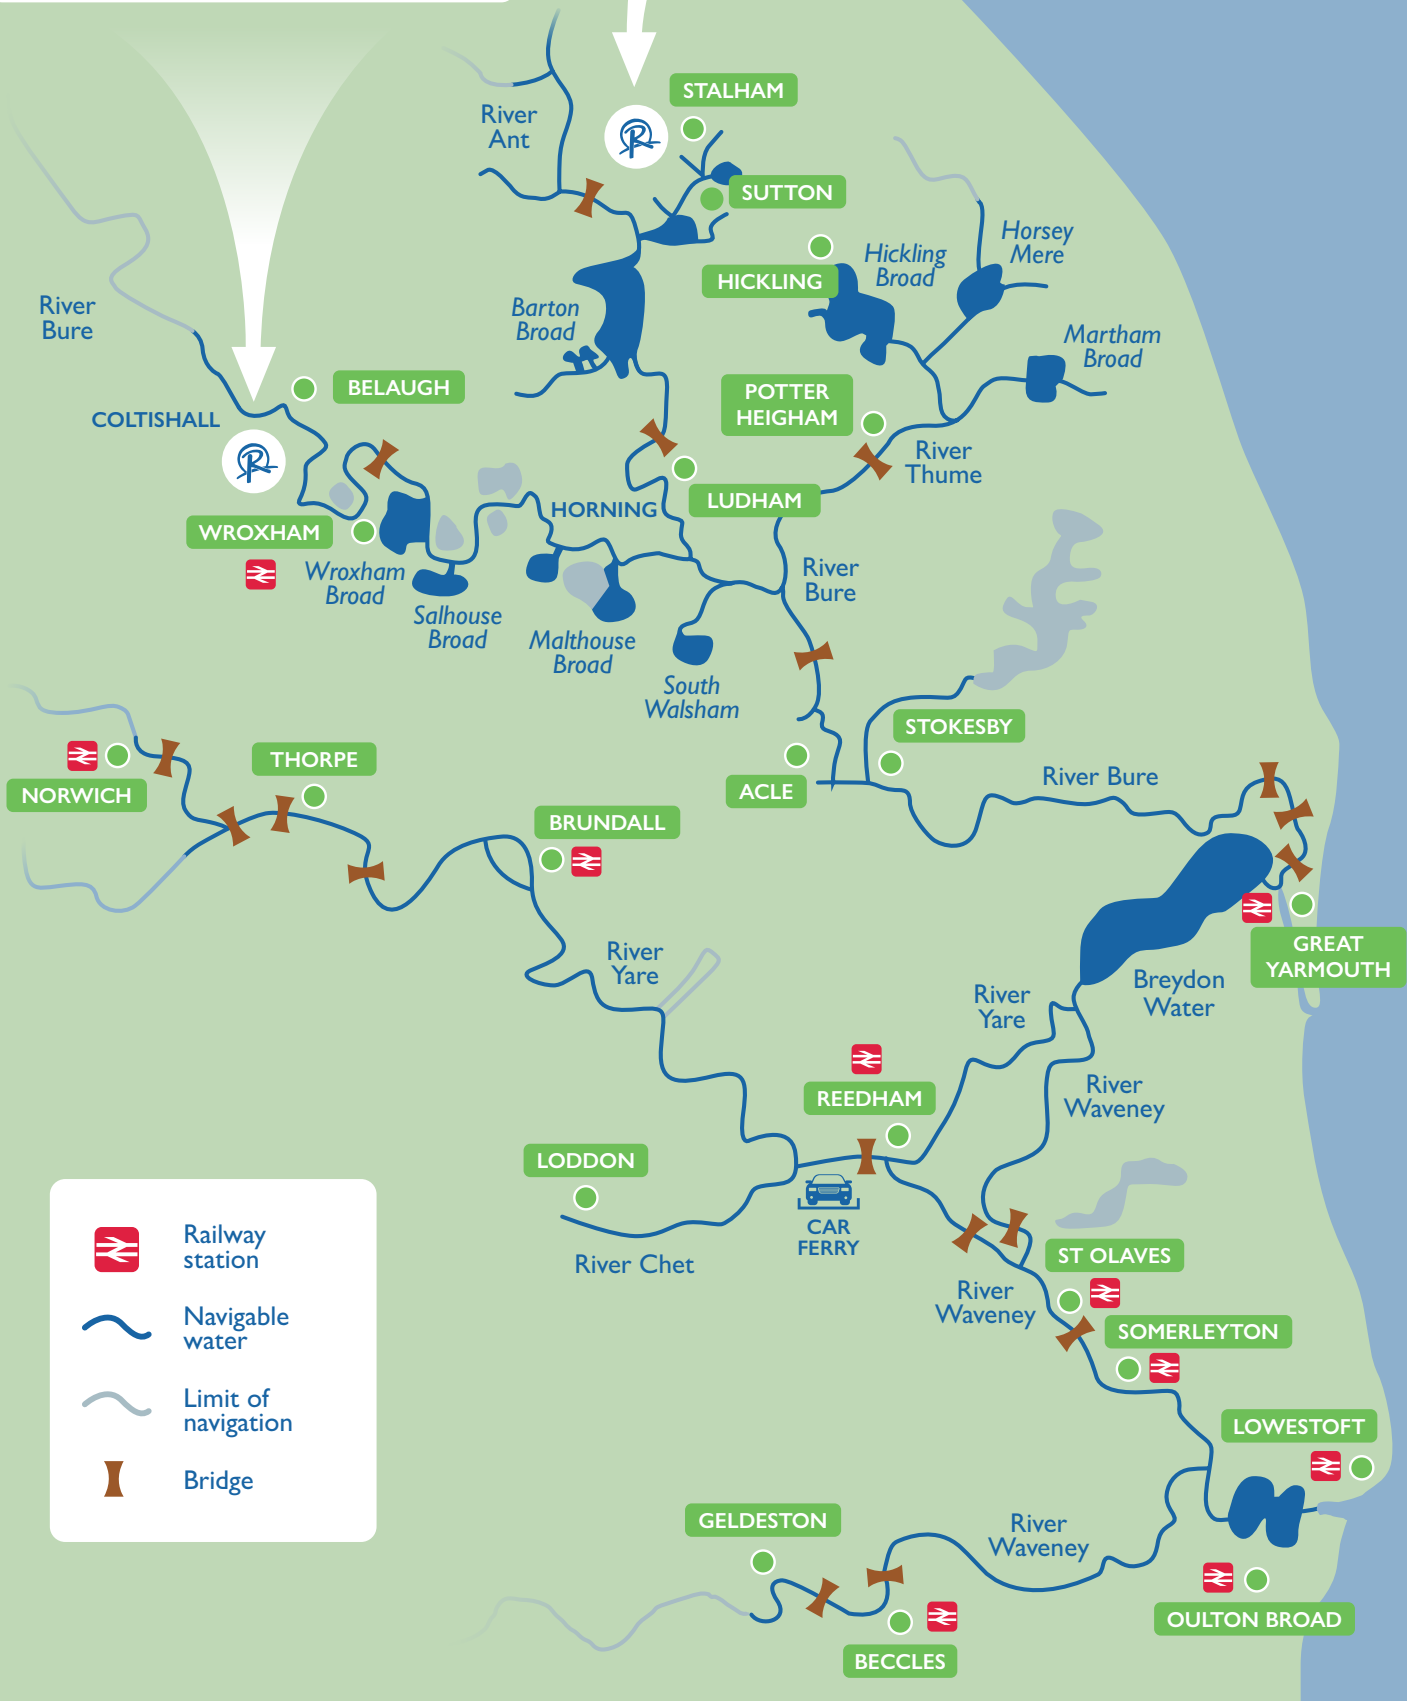 STALHAM
River
Ant
SUTTON
Horsey
Mere
Hickling
Broad
HICKLING
River
Bure
Barton
Broad
Martham
Broad
BELAUGH
POTTER
HEIGHAM
COLTISHALL
River
Thume
R
R
LUDHAM
HORNING
WROXHAM
Wroxham
Broad
River
Bure
Salhouse
Broad
Malthouse
Broad
South
Walsham
STOKESBY
THORPE
River Bure
NORWICH
ACLE
BRUNDALL
GREAT
YARMOUTH
River
Yare
Breydon
Water
River
Yare
REEDHAM
River
Waveney
LODDON
CAR
FERRY
River Chet
ST OLAVES
River
Waveney
SOMERLEYTON
Railway
station
Navigable
water
Limit of
navigation
Bridge
LOWESTOFT
GELDESTON
River
Waveney
OULTON BROAD
BECCLES